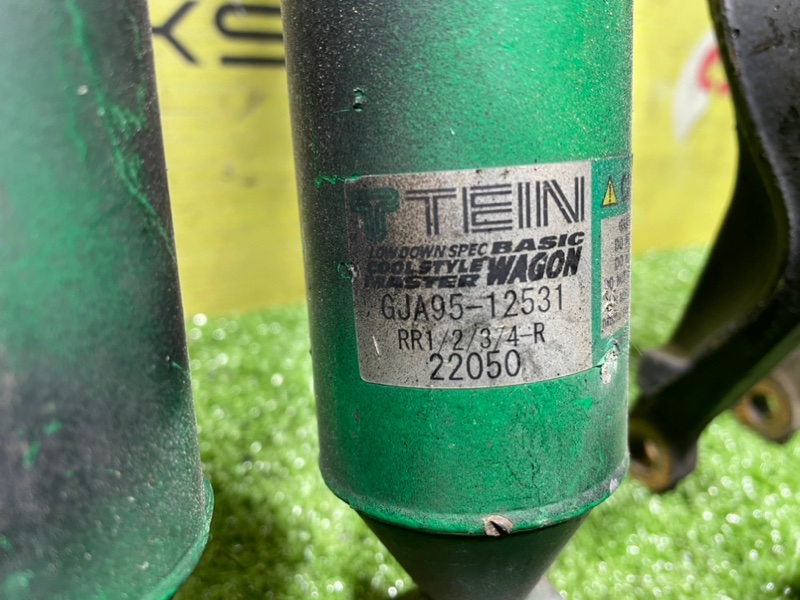 TEIN
LOW DOWN SPEC BASIC
COOL STYLE
MASTER WAGON
GJA95-12531
RR1/2/3/4-R
22050